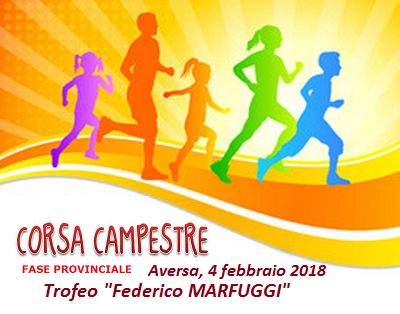 CORSA CAMPESTRE
FASE PROVINCIALE Aversa, 4 febbraio 2018
Trofeo "Federico MARFUGGI"